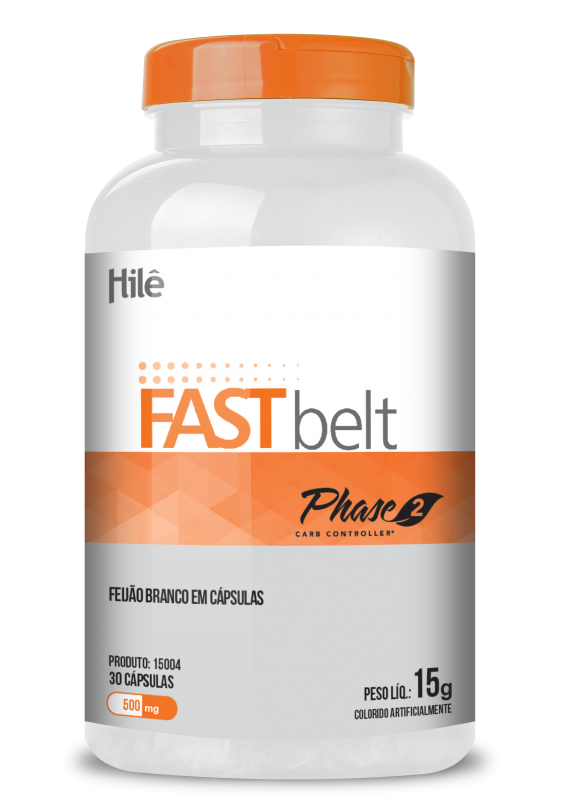 Hilê
FAST belt
Phase 2
CARB CONTROLLER®
FEIJÃO BRANCO EM CÁPSULAS
PRODUTO: 15004
30 CÁPSULAS
500 mg
PESO LÍQ.: 15g
COLORIDO ARTIFICIALMENTE